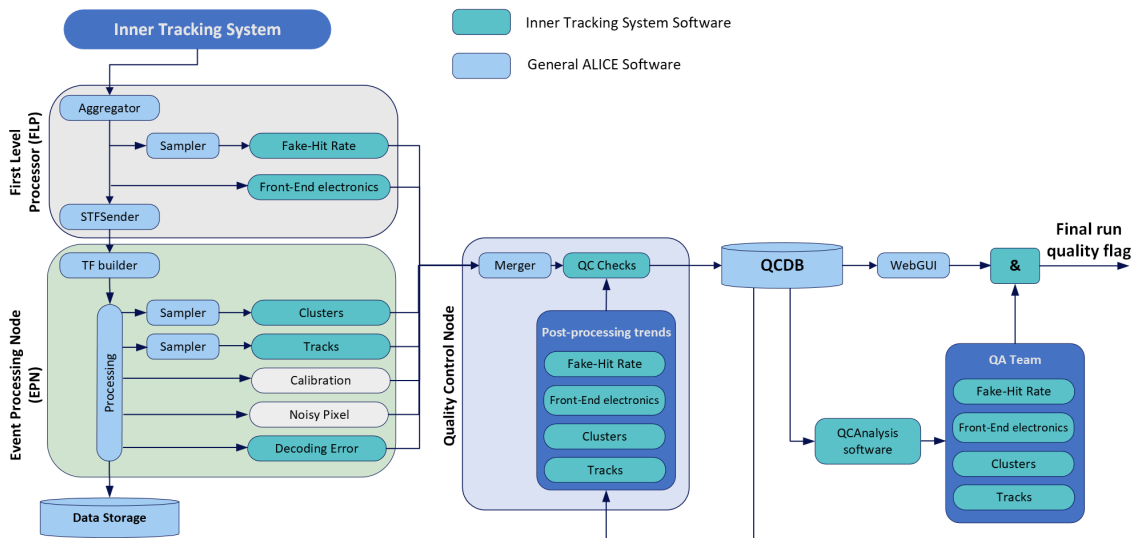 Inner Tracking System
Inner Tracking System Software
General ALICE Software
First Level
Processor (FLP)
Aggregator
Sampler
Fake-Hit Rate
Front-End electronics
STFSender
Event Processing Node
(EPN)
TF builder
Processing
Sampler
Clusters
Sampler
Tracks
Calibration
Noisy Pixel
Decoding Error
Data Storage
Quality Control Node
Merger
QC Checks
Post-processing trends
Fake-Hit Rate
Front-End electronics
Clusters
Tracks
QCDB
WebGUI
&
Final run
quality flag
QCAnalysis
software
QA Team
Fake-Hit Rate
Front-End electronics
Clusters
Tracks